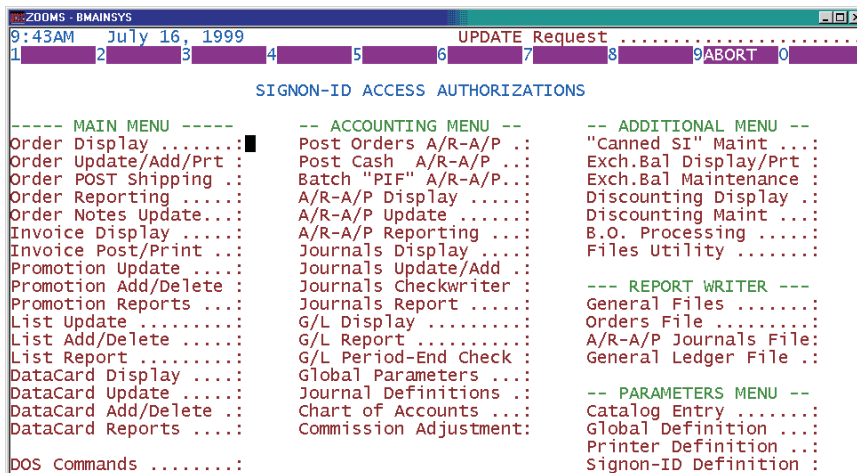 ZOOMS - BMAINSYS
9:43AM July 16, 1999 UPDATE Request .......................
1 2 3 4 5 6 7 8 9ABORT 0
SIGNON-ID ACCESS AUTHORIZATIONS
----- MAIN MENU ----- -- ACCOUNTING MENU -- -- ADDITIONAL MENU --
Order Display .......: Post Orders A/R-A/P .: "Canned SI" Maint ...:
Order Update/Add/Prt : Post Cash A/R-A/P ..: Exch.Bal Display/Prt :
Order POST Shipping .: Batch "PIF" A/R-A/P..: Exch.Bal Maintenance :
Order Reporting .....: A/R-A/P Display .....: Discounting Display .:
Order Notes Update...: A/R-A/P Update ......: Discounting Maint ...:
Invoice Display .....: A/R-A/P Reporting ...: B.O. Processing .....:
Invoice Post/Print ..: Journals Display ....: Files Utility .......:
Promotion Update ....: Journals Update/Add .:
Promotion Add/Delete : Journals Checkwriter : --- REPORT WRITER ---
Promotion Reports ...: Journals Report .....: General Files .......:
List Update .........: G/L Display .........: Orders File .........:
List Add/Delete .....: G/L Report ..........: A/R-A/P Journals File:
List Report .........: G/L Period-End Check : General Ledger File .:
DataCard Display ....: Global Parameters ...:
DataCard Update .....: Journal Definitions .: -- PARAMETERS MENU --
DataCard Add/Delete .: Chart of Accounts ...: Catalog Entry .......:
DataCard Reports ....: Commission Adjustment: Global Definition ...:
Printer Definition ..:
DOS Commands ........: Signon-ID Definition :